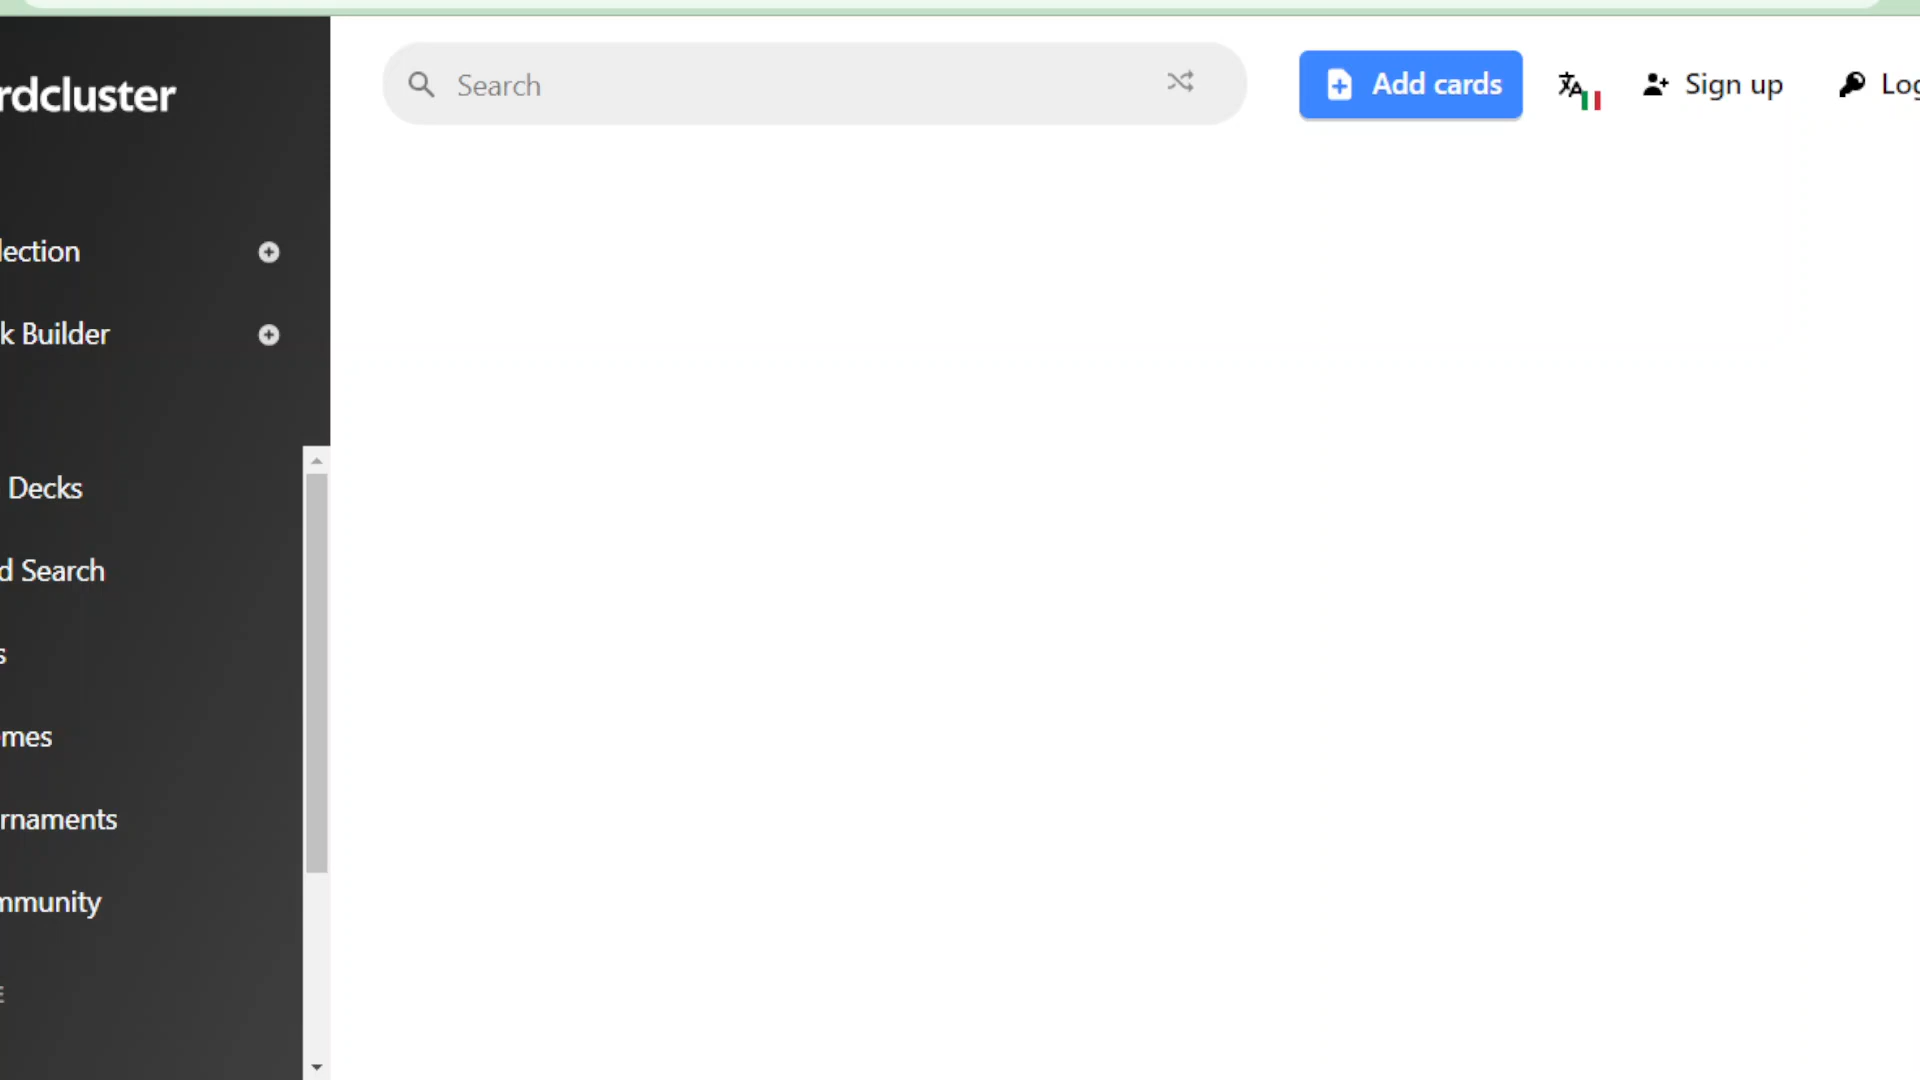 rdcluster
Search
Add cards
Sign up
Log
lection
k Builder
Decks
d Search
s
mes
rnaments
mmunity
E